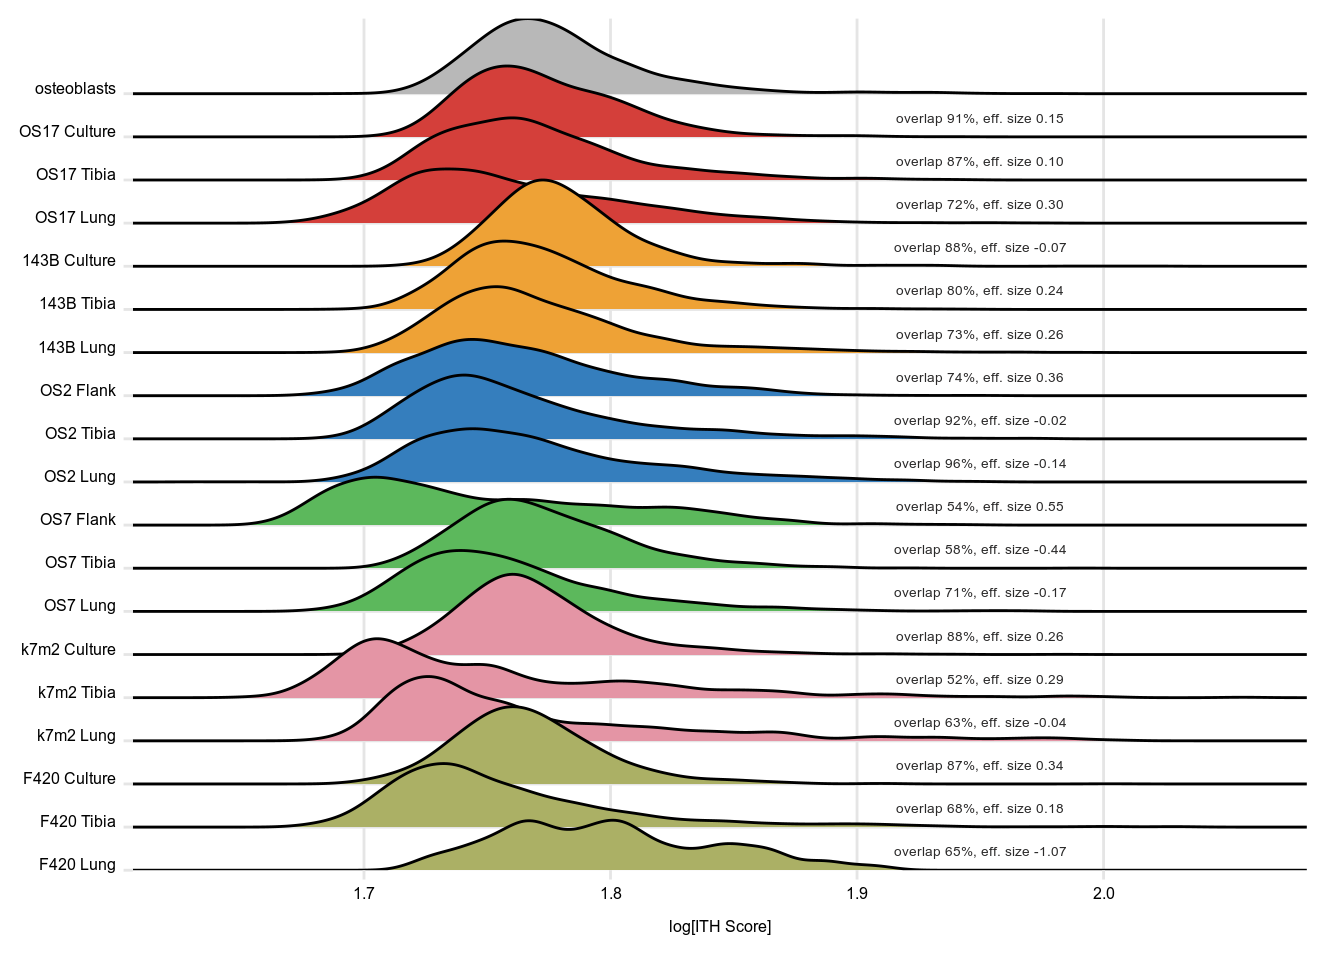 osteoblasts
OS17 Culture overlap 91%, eff. size 0.15
OS17 Tibia overlap 87%, eff. size 0.10
OS17 Lung overlap 72%, eff. size 0.30
143B Culture overlap 88%, eff. size -0.07
143B Tibia overlap 80%, eff. size 0.24
143B Lung overlap 73%, eff. size 0.26
OS2 Flank overlap 74%, eff. size 0.36
OS2 Tibia overlap 92%, eff. size -0.02
OS2 Lung overlap 96%, eff. size -0.14
OS7 Flank overlap 54%, eff. size 0.55
OS7 Tibia overlap 58%, eff. size -0.44
OS7 Lung overlap 71%, eff. size -0.17
k7m2 Culture overlap 88%, eff. size 0.26
k7m2 Tibia overlap 52%, eff. size 0.29
k7m2 Lung overlap 63%, eff. size -0.04
F420 Culture overlap 87%, eff. size 0.34
F420 Tibia overlap 68%, eff. size 0.18
F420 Lung overlap 65%, eff. size -1.07
1.7 1.8 1.9 2.0
log[ITH Score]